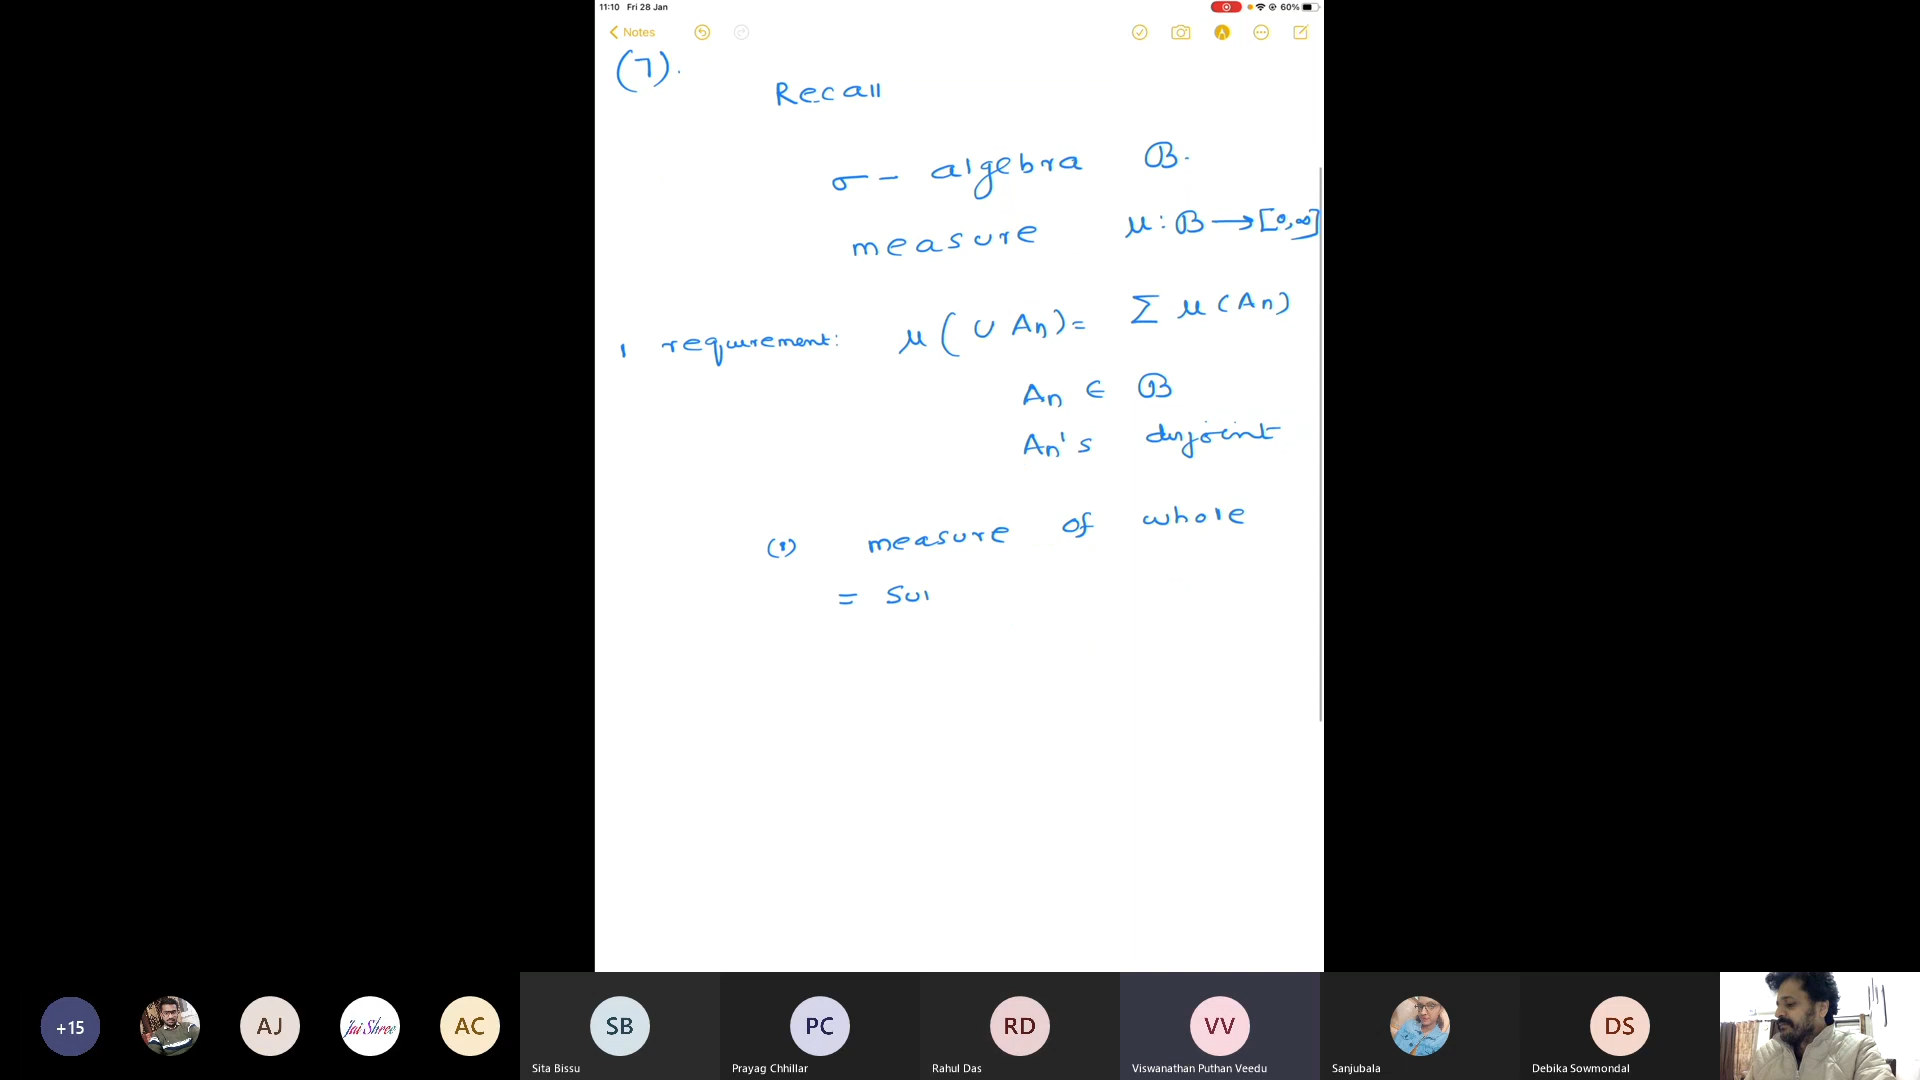 11:10 Fri 28 Jan
60%
Notes
(7).
Recall
σ - algebra B.
measure μ: B → [0,∞]
1 requirement: μ( ∪ An) = Σ μ(An)
An ∈ B
An's disjoint
(1) measure of whole
= Su
+15
AJ
Jai Shree
AC
SB
PC
RD
VV
DS
Sita Bissu
Prayag Chhillar
Rahul Das
Viswanathan Puthan Veedu
Sanjubala
Debika Sowmondal